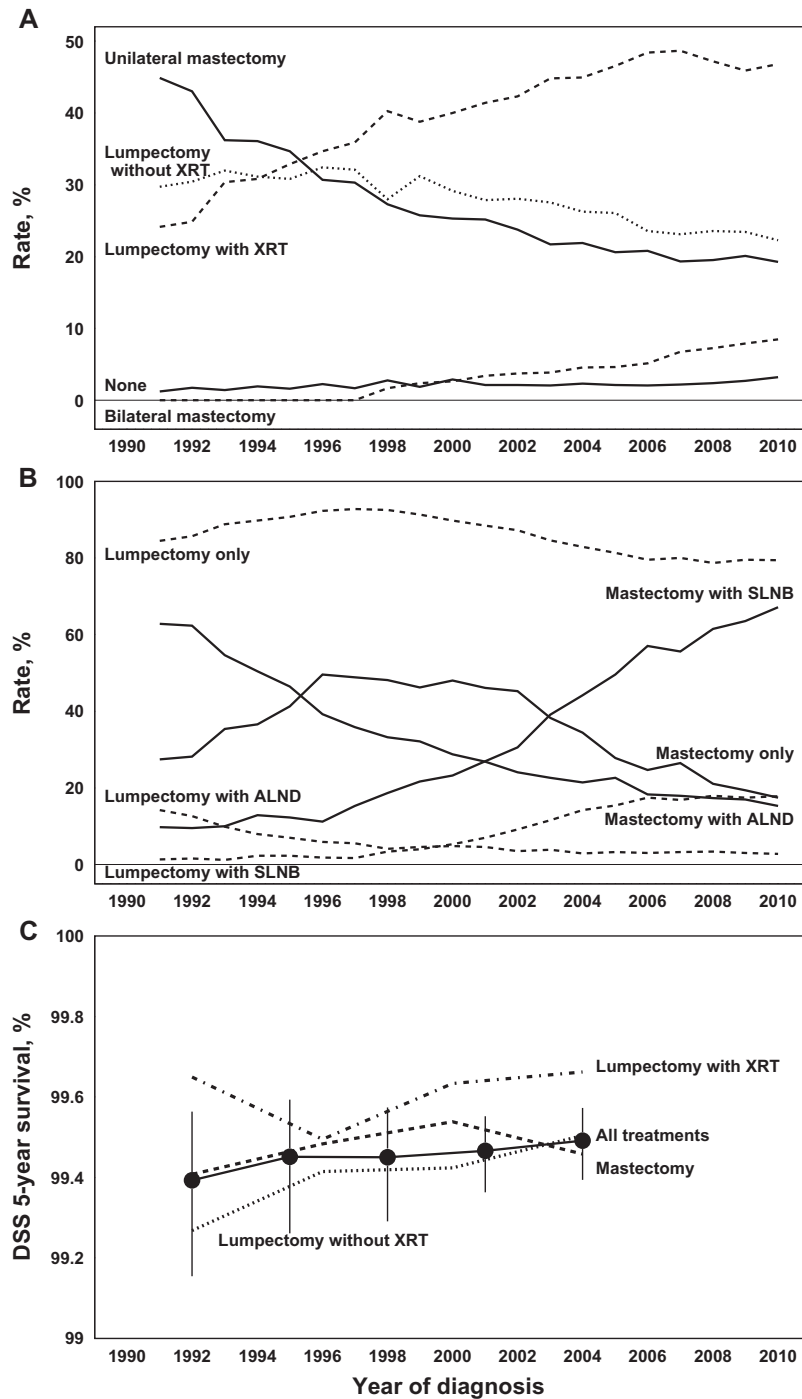 A
50
40
30
20
10
0
Rate, %
Unilateral mastectomy
Lumpectomy
without XRT
Lumpectomy with XRT
None
Bilateral mastectomy
1990 1992 1994 1996 1998 2000 2002 2004 2006 2008 2010
B
100
80
60
40
20
0
Rate, %
Lumpectomy only
Mastectomy with SLNB
Mastectomy only
Lumpectomy with ALND
Mastectomy with ALND
Lumpectomy with SLNB
1990 1992 1994 1996 1998 2000 2002 2004 2006 2008 2010
C
100
99.8
99.6
99.4
99.2
99
DSS 5-year survival, %
Lumpectomy with XRT
All treatments
Mastectomy
Lumpectomy without XRT
1990 1992 1994 1996 1998 2000 2002 2004 2006 2008 2010
Year of diagnosis